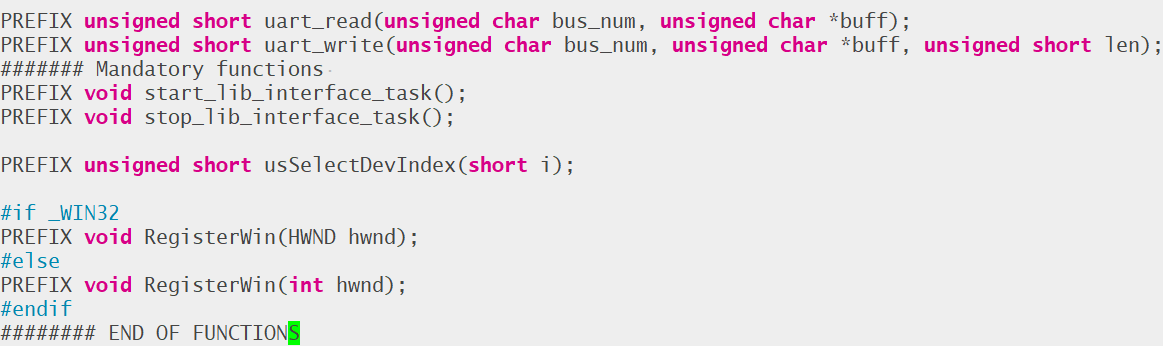 PREFIX unsigned short uart_read(unsigned char bus_num, unsigned char *buff);
PREFIX unsigned short uart_write(unsigned char bus_num, unsigned char *buff, unsigned short len);
####### Mandatory functions
PREFIX void start_lib_interface_task();
PREFIX void stop_lib_interface_task();
PREFIX unsigned short usSelectDevIndex(short i);
#if _WIN32
PREFIX void RegisterWin(HWND hwnd);
#else
PREFIX void RegisterWin(int hwnd);
#endif
######## END OF FUNCTIONS